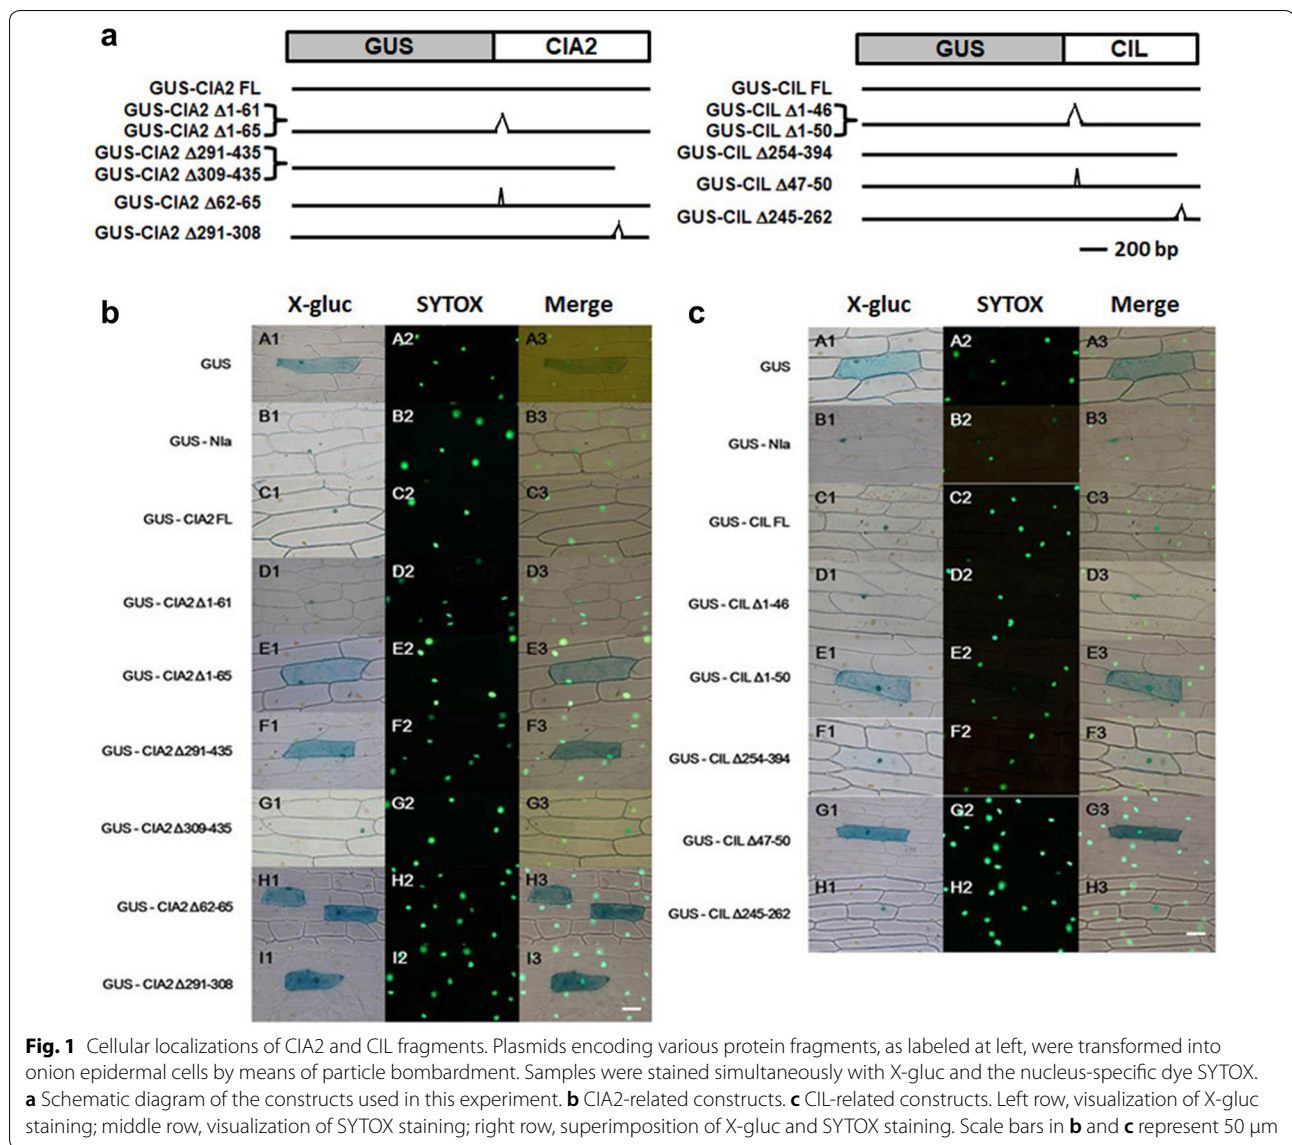 a
GUS CIA2
GUS-CIA2 FL
GUS-CIA2 Δ1-61
GUS-CIA2 Δ1-65
GUS-CIA2 Δ291-435
GUS-CIA2 Δ309-435
GUS-CIA2 Δ62-65
GUS-CIA2 Δ291-308
GUS CIL
GUS-CIL FL
GUS-CIL Δ1-46
GUS-CIL Δ1-50
GUS-CIL Δ254-394
GUS-CIL Δ47-50
GUS-CIL Δ245-262
200 bp
b
X-gluc SYTOX Merge
GUS A1 A2 A3
GUS - NIa B1 B2 B3
GUS - CIA2 FL C1 C2 C3
GUS - CIA2 Δ1-61 D1 D2 D3
GUS - CIA2 Δ1-65 E1 E2 E3
GUS - CIA2 Δ291-435 F1 F2 F3
GUS - CIA2 Δ309-435 G1 G2 G3
GUS - CIA2 Δ62-65 H1 H2 H3
GUS - CIA2 Δ291-308 I1 I2 I3
c
X-gluc SYTOX Merge
GUS A1 A2 A3
GUS - NIa B1 B2 B3
GUS - CIL FL C1 C2 C3
GUS - CIL Δ1-46 D1 D2 D3
GUS - CIL Δ1-50 E1 E2 E3
GUS - CIL Δ254-394 F1 F2 F3
GUS - CIL Δ47-50 G1 G2 G3
GUS - CIL Δ245-262 H1 H2 H3
Fig. 1 Cellular localizations of CIA2 and CIL fragments. Plasmids encoding various protein fragments, as labeled at left, were transformed into
onion epidermal cells by means of particle bombardment. Samples were stained simultaneously with X-gluc and the nucleus-specific dye SYTOX.
a Schematic diagram of the constructs used in this experiment. b CIA2-related constructs. c CIL-related constructs. Left row, visualization of X-gluc
staining; middle row, visualization of SYTOX staining; right row, superimposition of X-gluc and SYTOX staining. Scale bars in b and c represent 50 μm